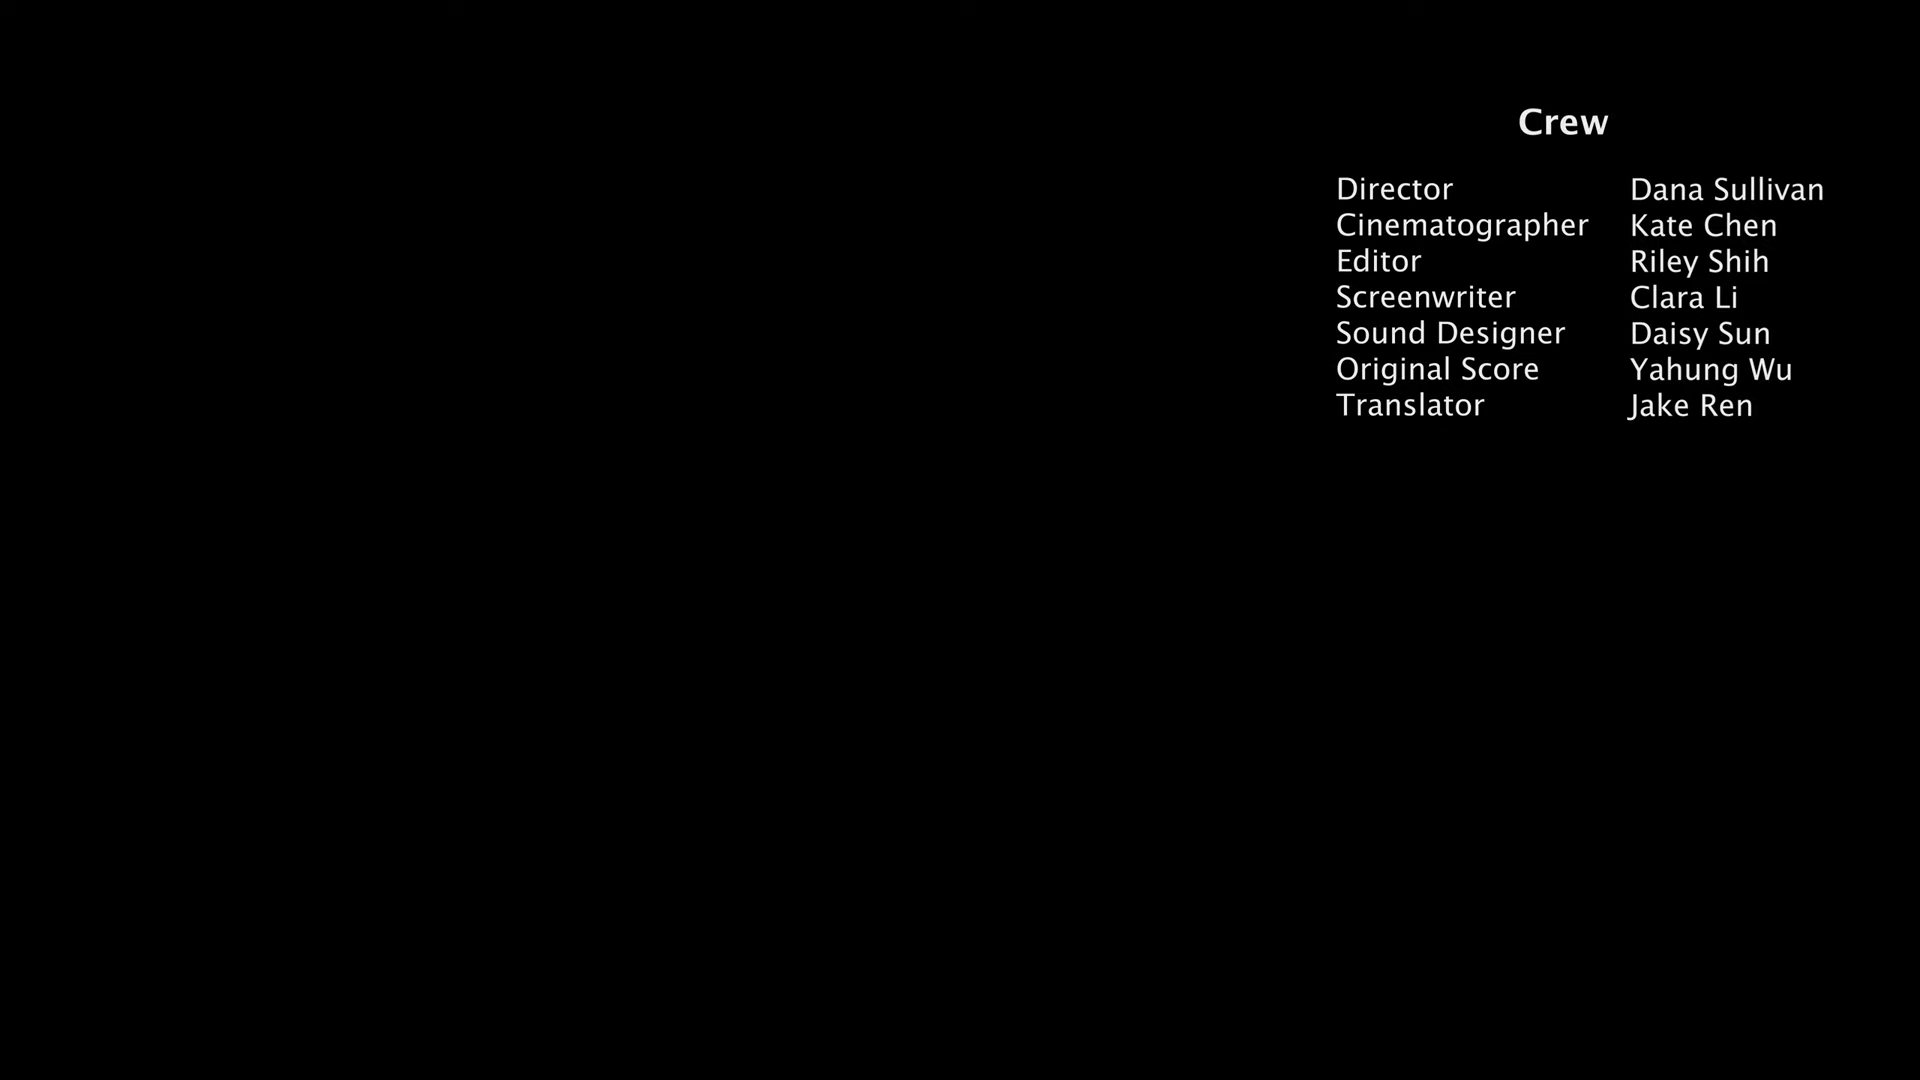 Crew
Director Dana Sullivan
Cinematographer Kate Chen
Editor Riley Shih
Screenwriter Clara Li
Sound Designer Daisy Sun
Original Score Yahung Wu
Translator Jake Ren